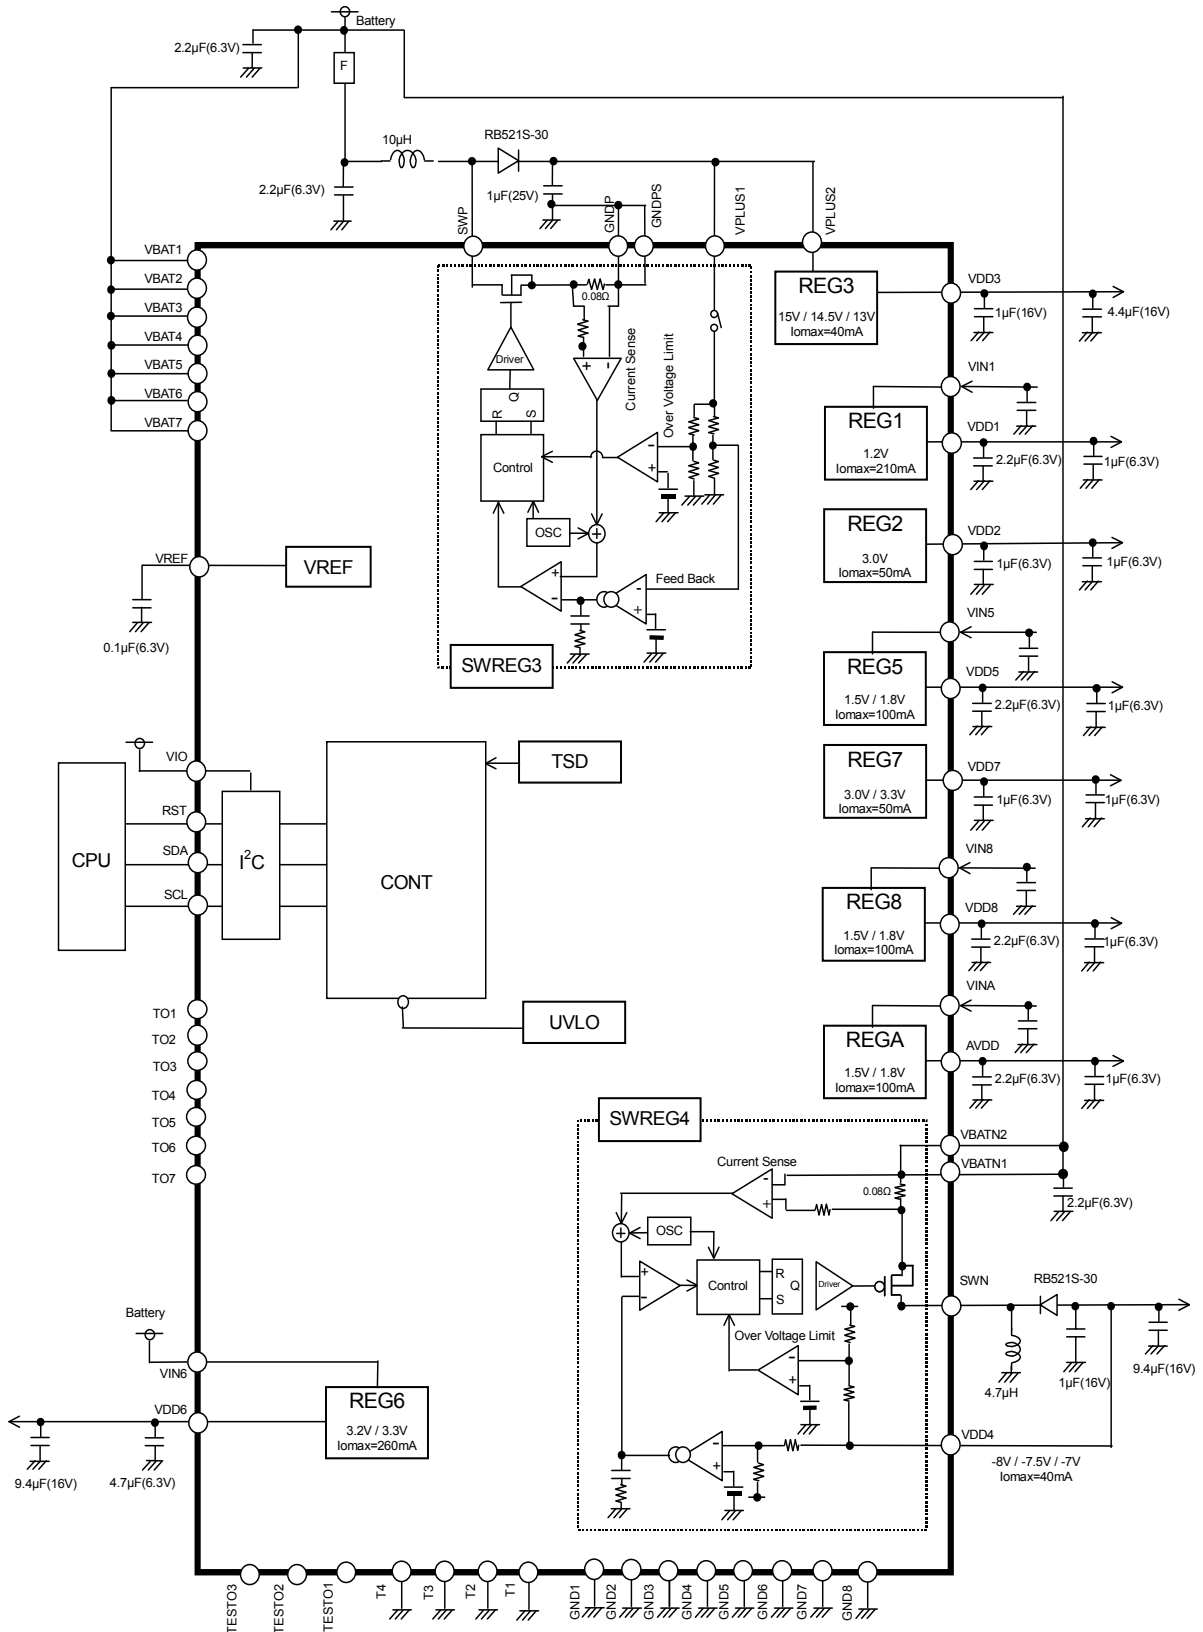 Battery
2.2µF(6.3V)
F
10µH
RB521S-30
2.2µF(6.3V)
1µF(25V)
SWP
GNDP
GNDPS
VPLUS1
VPLUS2
VBAT1
VBAT2
VBAT3
VBAT4
VBAT5
VBAT6
VBAT7
0.08Ω
Driver
+
-
Current Sense
Over Voltage Limit
Q
R
S
Control
-
+
OSC
+
+
-
Feed Back
-
+
SWREG3
REG3
15V / 14.5V / 13V
Iomax=40mA
VDD3
1µF(16V)
4.4µF(16V)
VIN1
REG1
1.2V
Iomax=210mA
VDD1
2.2µF(6.3V)
1µF(6.3V)
REG2
3.0V
Iomax=50mA
VDD2
1µF(6.3V)
1µF(6.3V)
VREF
VREF
0.1µF(6.3V)
VIN5
REG5
1.5V / 1.8V
Iomax=100mA
VDD5
2.2µF(6.3V)
1µF(6.3V)
REG7
3.0V / 3.3V
Iomax=50mA
VDD7
1µF(6.3V)
1µF(6.3V)
VIO
RST
SDA
SCL
CPU
I2C
CONT
TSD
UVLO
VIN8
REG8
1.5V / 1.8V
Iomax=100mA
VDD8
2.2µF(6.3V)
1µF(6.3V)
VINA
REGA
1.5V / 1.8V
Iomax=100mA
AVDD
2.2µF(6.3V)
1µF(6.3V)
TO1
TO2
TO3
TO4
TO5
TO6
TO7
SWREG4
VBATN2
VBATN1
2.2µF(6.3V)
Current Sense
-
+
0.08Ω
+
OSC
+
-
Control
R
S
Q
Driver
SWN
RB521S-30
4.7µH
1µF(16V)
9.4µF(16V)
Over Voltage Limit
-
+
-
+
VDD4
-8V / -7.5V / -7V
Iomax=40mA
Battery
VIN6
REG6
3.2V / 3.3V
Iomax=260mA
VDD6
9.4µF(16V)
4.7µF(6.3V)
TESTO3
TESTO2
TESTO1
T4
T3
T2
T1
GND1
GND2
GND3
GND4
GND5
GND6
GND7
GND8